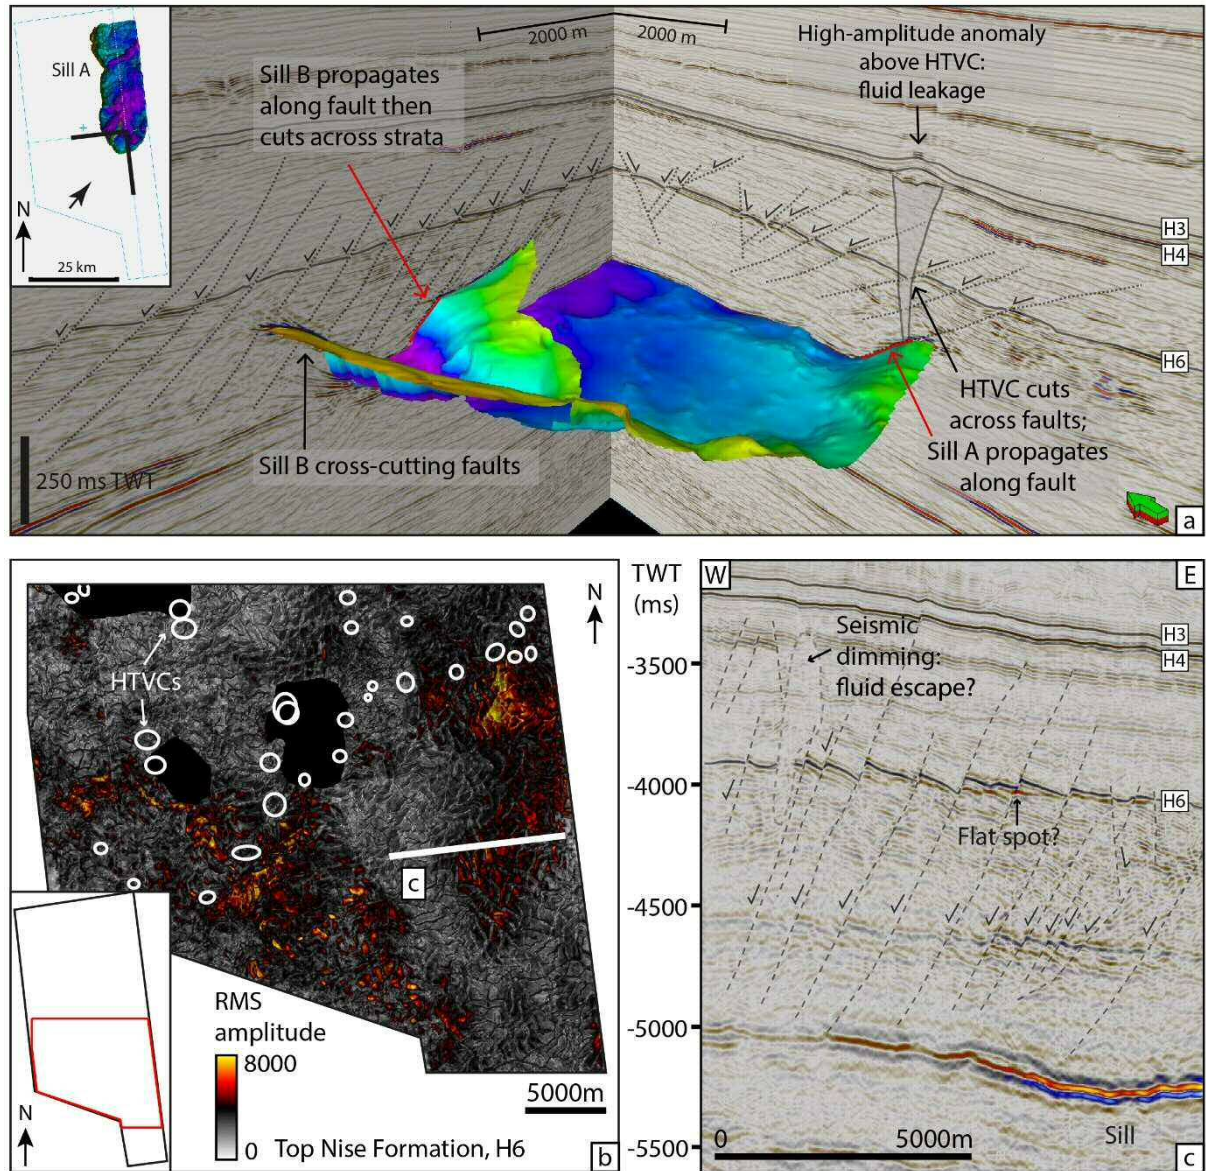 Sill A
N
25 km
2000 m
2000 m
Sill B propagates
along fault then
cuts across strata
High-amplitude anomaly
above HTVC:
fluid leakage
H3
H4
H6
HTVC cuts
across faults;
Sill A propagates
along fault
Sill B cross-cutting faults
250 ms TWT
a
N
HTVCs
c
RMS
amplitude
8000
0
Top Nise Formation, H6
5000m
N
b
TWT
(ms)
W
E
Seismic
dimming:
fluid escape?
H3
H4
-3500
-4000
H6
Flat spot?
-4500
-5000
-5500
0
5000m
Sill
c